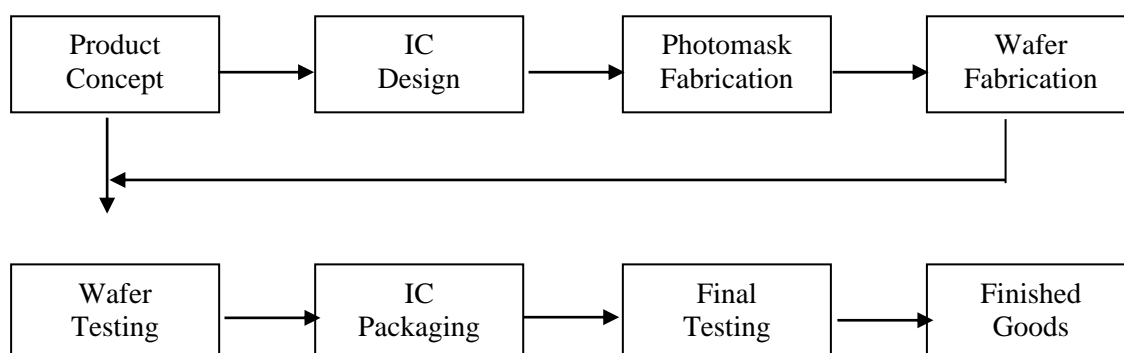 Product
Concept
IC
Design
Photomask
Fabrication
Wafer
Fabrication
Wafer
Testing
IC
Packaging
Final
Testing
Finished
Goods